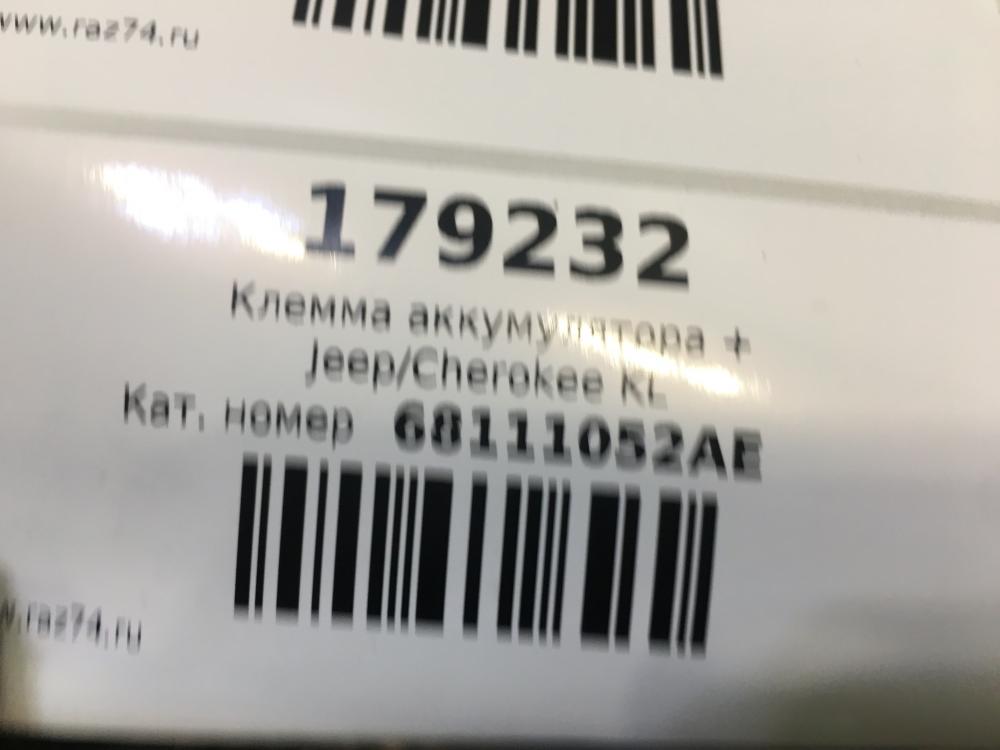 www.raz74.ru
179232
Клемма аккумулятора +
Jeep/Cherokee KL
Кат. номер 68111052AE
www.raz74.ru